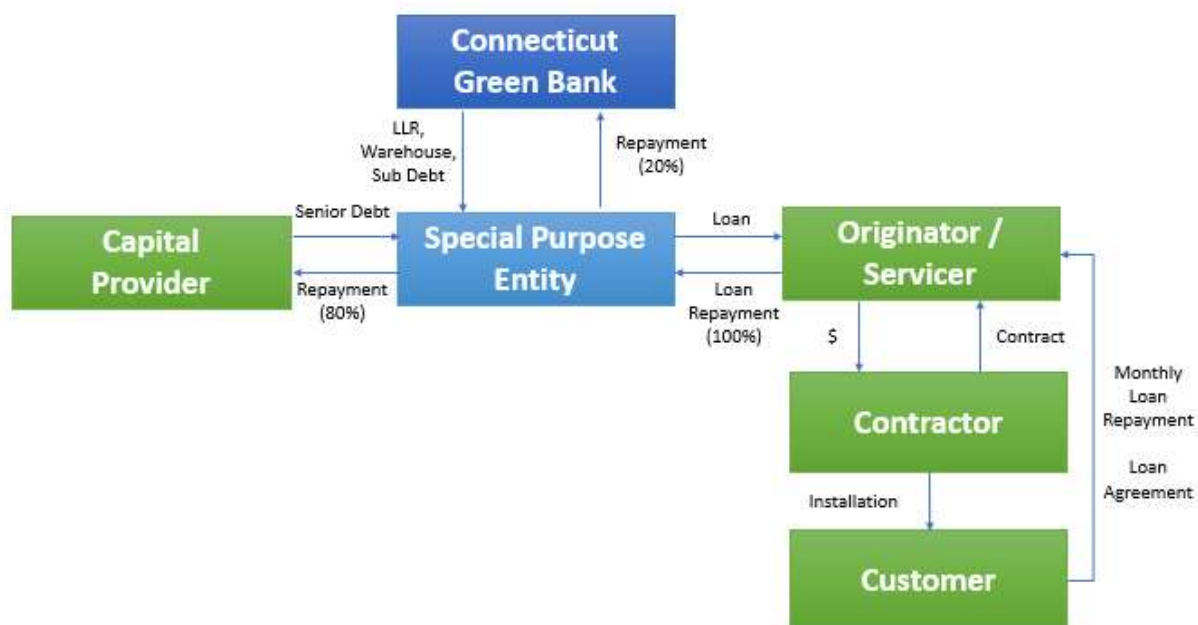 Connecticut
Green Bank
LLR,
Warehouse,
Sub Debt
Repayment
(20%)
Capital
Provider
Senior Debt
Repayment
(80%)
Special Purpose
Entity
Loan
Loan
Repayment
(100%)
Originator /
Servicer
$
Contract
Contractor
Monthly
Loan
Repayment
Loan
Agreement
Installation
Customer